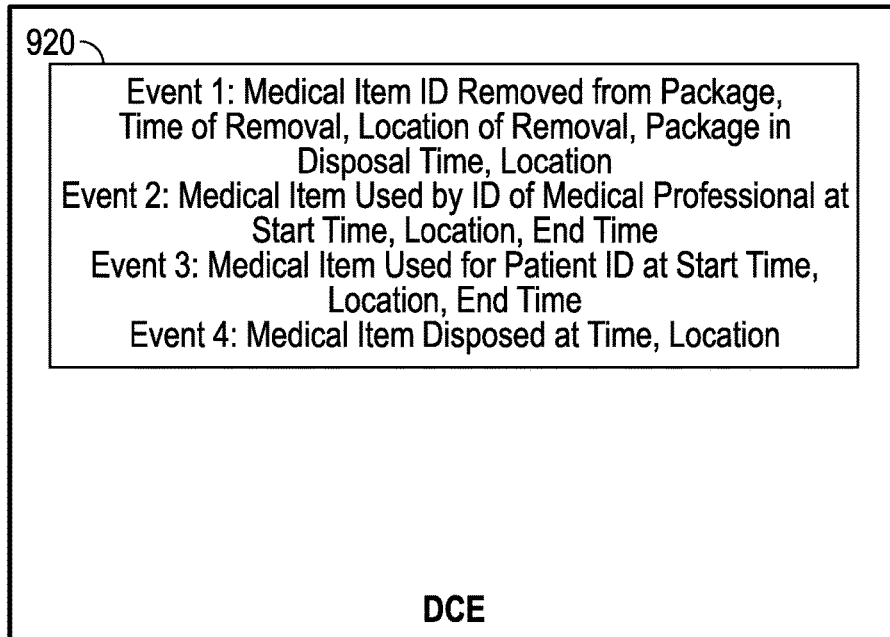 920
Event 1: Medical Item ID Removed from Package,
Time of Removal, Location of Removal, Package in
Disposal Time, Location
Event 2: Medical Item Used by ID of Medical Professional at
Start Time, Location, End Time
Event 3: Medical Item Used for Patient ID at Start Time,
Location, End Time
Event 4: Medical Item Disposed at Time, Location
DCE